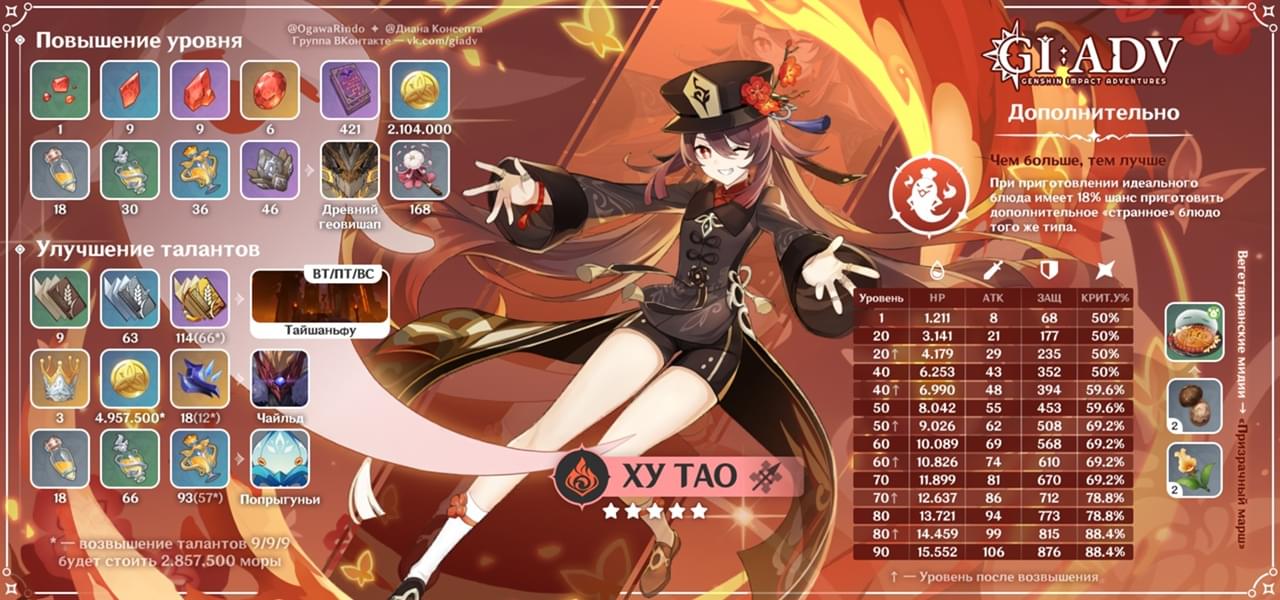 Повышение уровня
@OgawaRindo ✦ @Диана Консепта
Группа ВКонтакте — vk.com/giadv
1 9 9 6 421 2.104.000
18 30 36 46 Древний геовишап 168
Улучшение талантов
9 63 114(66*)
ВТ/ПТ/ВС
Тайшаньфу
3 4.957.500* 18(12*) Чайльд
18 66 93(57*) Попрыгуньи
* — возвышение талантов 9/9/9
будет стоить 2.857.500 моры
ХУ ТАО
GI:ADV
GENSHIN IMPACT ADVENTURES
Дополнительно
Чем больше, тем лучше
При приготовлении идеального
блюда имеет 18% шанс приготовить
дополнительное «странное» блюдо
того же типа.
Уровень HP АТК ЗАЩ КРИТ.У%
1 1.211 8 68 50%
20 3.141 21 177 50%
20↑ 4.179 29 235 50%
40 6.253 43 352 50%
40↑ 6.990 48 394 59.6%
50 8.042 55 453 59.6%
50↑ 9.026 62 508 69.2%
60 10.089 69 568 69.2%
60↑ 10.826 74 610 69.2%
70 11.899 81 670 69.2%
70↑ 12.637 86 712 78.8%
80 13.721 94 773 78.8%
80↑ 14.459 99 815 88.4%
90 15.552 106 876 88.4%
↑ — Уровень после возвышения
2
2
Вегетарианские мидии → «Призрачный марш»